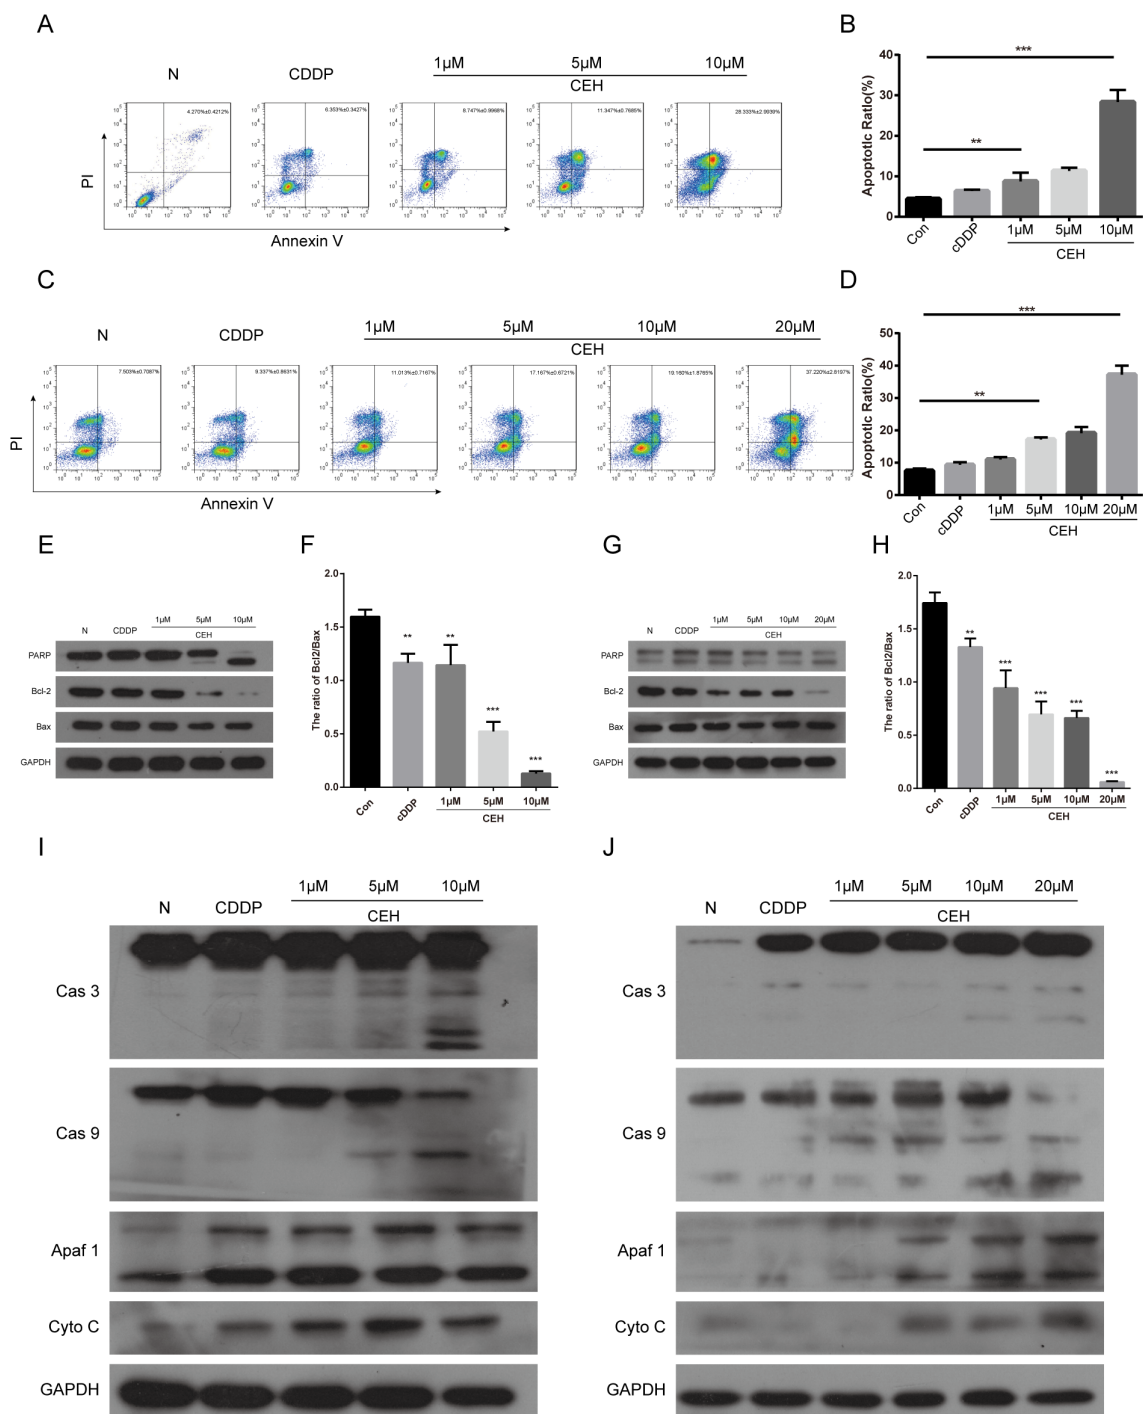 A
N
CDDP
1μM
5μM
10μM
CEH
4.270%±0.4212%
6.353%±0.3427%
8.747%±0.9968%
11.347%±0.7685%
28.333%±2.9939%
PI
Annexin V
B
***
**
Apoptotic Ratio(%)
40
30
20
10
0
Con
cDDP
1μM
5μM
10μM
CEH
C
N
CDDP
1μM
5μM
10μM
20μM
CEH
7.503%±0.7087%
9.337%±0.8631%
11.013%±0.7167%
17.167%±0.6721%
19.160%±1.8765%
37.220%±2.8197%
PI
Annexin V
D
***
**
Apoptotic Ratio(%)
50
40
30
20
10
0
Con
cDDP
1μM
5μM
10μM
20μM
CEH
E
N
CDDP
1μM
5μM
10μM
CEH
PARP
Bcl-2
Bax
GAPDH
F
The ratio of Bcl2/Bax
2.0
1.5
1.0
0.5
0.0
**
**
***
***
Con
cDDP
1μM
5μM
10μM
CEH
G
N
CDDP
1μM
5μM
10μM
20μM
CEH
PARP
Bcl-2
Bax
GAPDH
H
The ratio of Bcl2/Bax
2.0
1.5
1.0
0.5
0.0
**
***
***
***
***
Con
cDDP
1μM
5μM
10μM
20μM
CEH
I
N
CDDP
1μM
5μM
10μM
CEH
Cas 3
Cas 9
Apaf 1
Cyto C
GAPDH
J
N
CDDP
1μM
5μM
10μM
20μM
CEH
Cas 3
Cas 9
Apaf 1
Cyto C
GAPDH